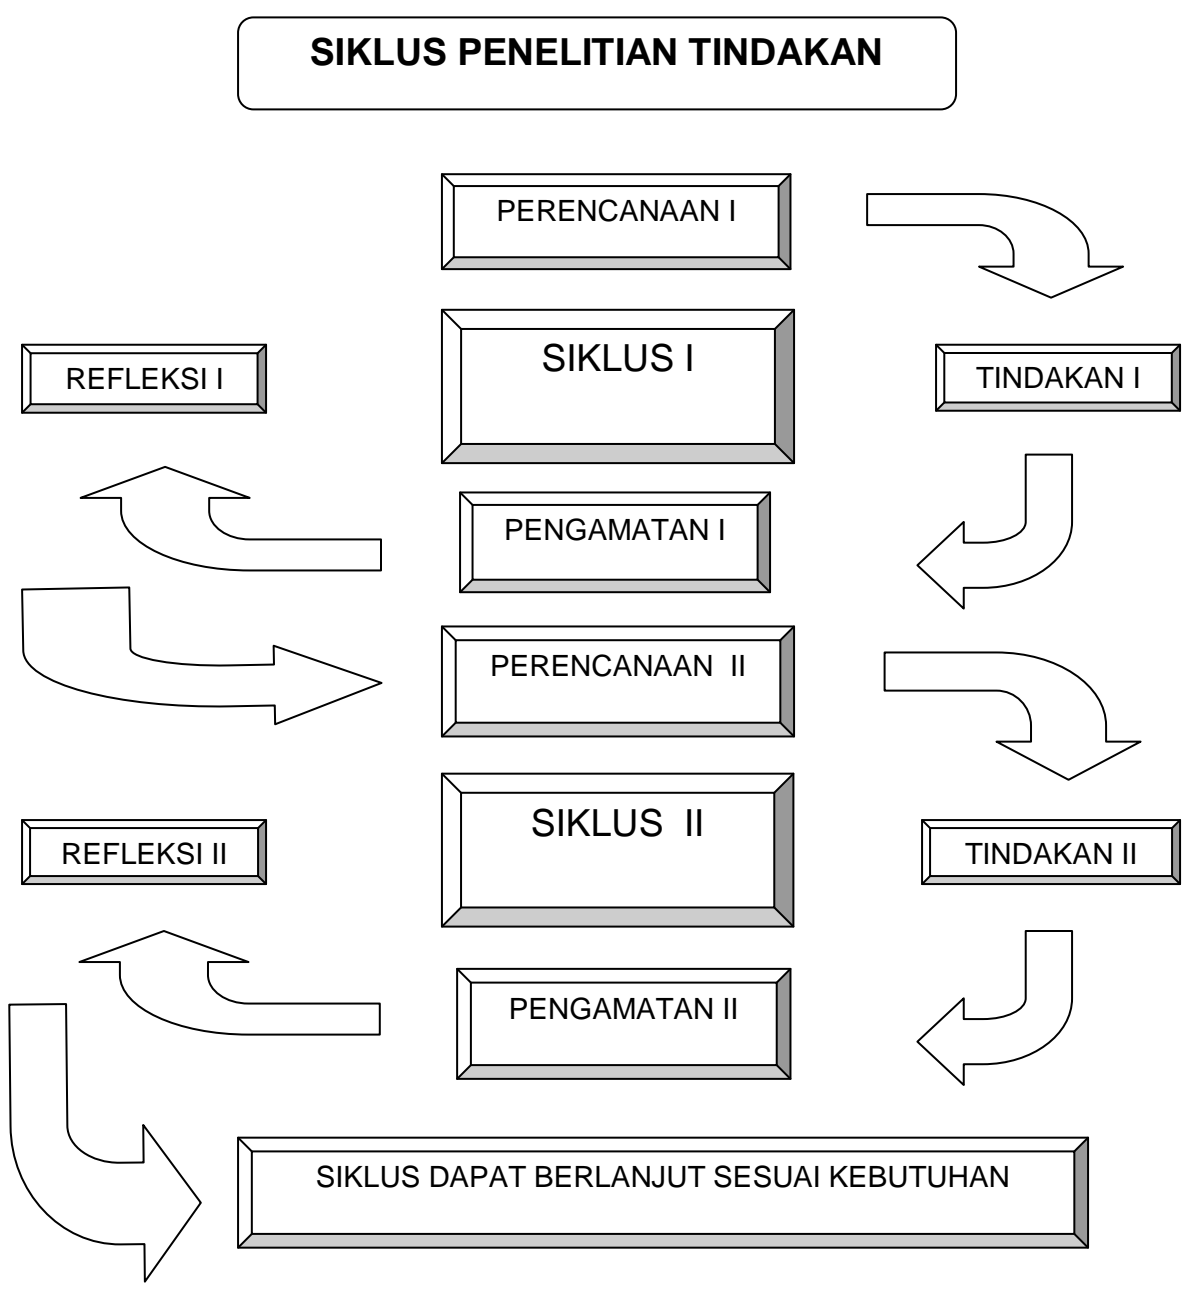 SIKLUS PENELITIAN TINDAKAN
PERENCANAAN I
SIKLUS I
REFLEKSI I
TINDAKAN I
PENGAMATAN I
PERENCANAAN II
SIKLUS II
REFLEKSI II
TINDAKAN II
PENGAMATAN II
SIKLUS DAPAT BERLANJUT SESUAI KEBUTUHAN